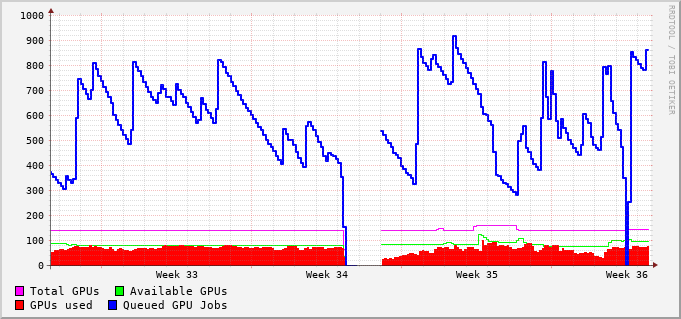 1000
900
800
700
600
500
400
300
200
100
0
Week 33 Week 34 Week 35 Week 36
Total GPUs Available GPUs
GPUs used Queued GPU Jobs
RRDTOOL / TOBI OETIKER